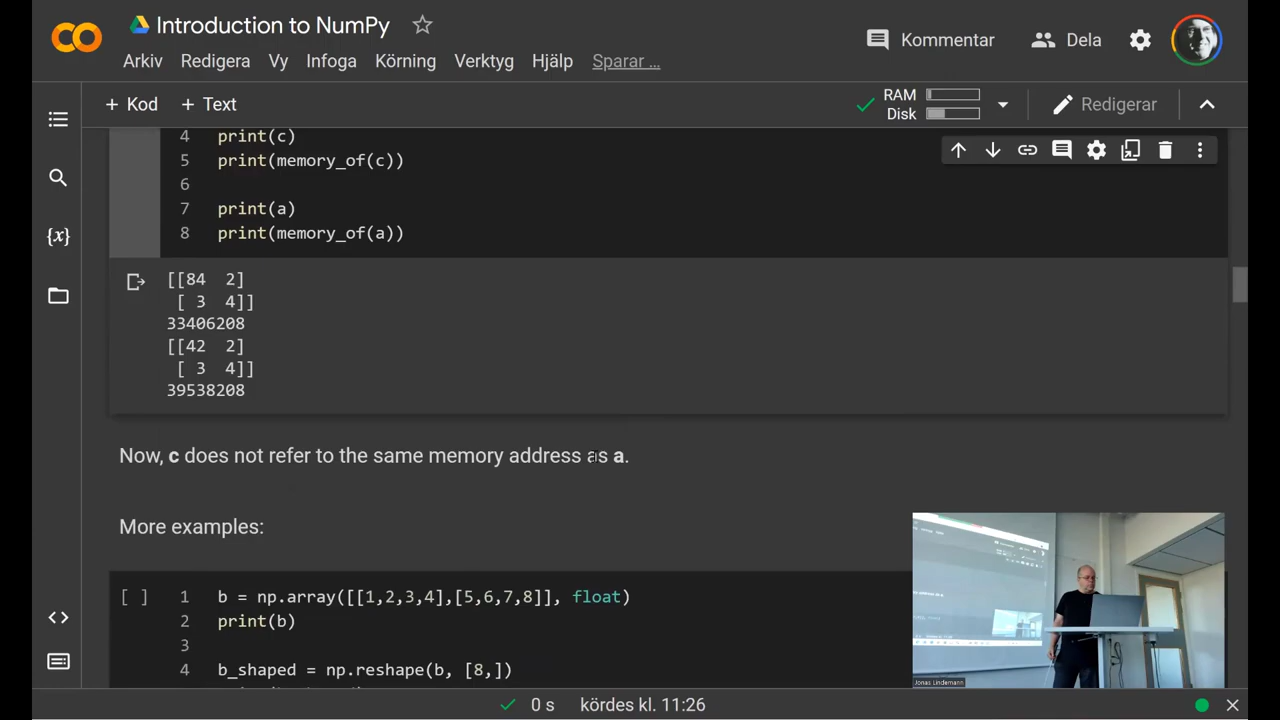 Introduction to NumPy
Kommentar
Dela
Arkiv Redigera Vy Infoga Körning Verktyg Hjälp Sparar ...
+ Kod + Text
RAM
Disk
Redigerar
4 print(c)
5 print(memory_of(c))
6
7 print(a)
8 print(memory_of(a))
[[84 2]
[ 3 4]]
33406208
[[42 2]
[ 3 4]]
39538208
Now, c does not refer to the same memory address as a.
More examples:
[ ] 1 b = np.array([[1,2,3,4],[5,6,7,8]], float)
2 print(b)
3
4 b_shaped = np.reshape(b, [8,])
Jonas Lindemann
0 s kördes kl. 11:26